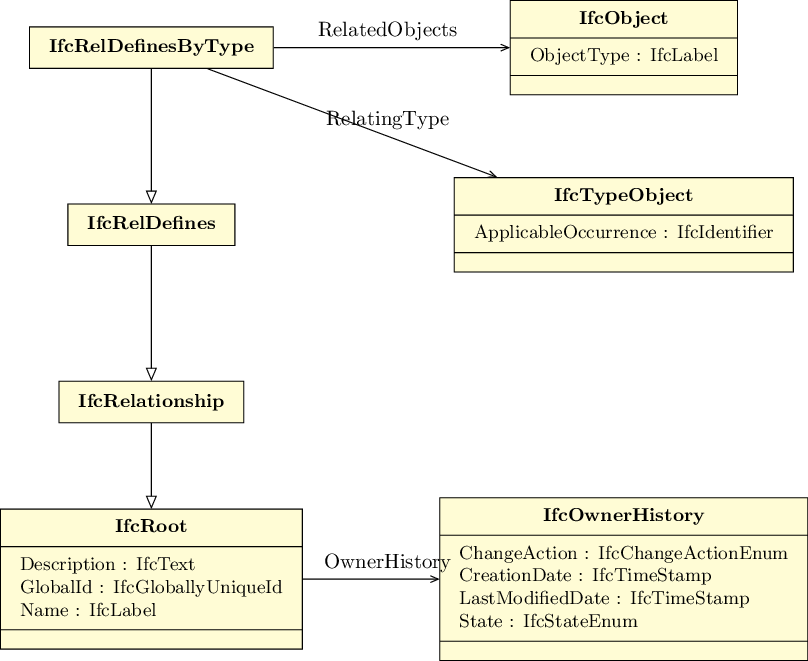 IfcRelDefinesByType
RelatedObjects
IfcObject
ObjectType : IfcLabel
RelatingType
IfcTypeObject
ApplicableOccurrence : IfcIdentifier
IfcRelDefines
IfcRelationship
IfcRoot
Description : IfcText
GlobalId : IfcGloballyUniqueId
Name : IfcLabel
OwnerHistory
IfcOwnerHistory
ChangeAction : IfcChangeActionEnum
CreationDate : IfcTimeStamp
LastModifiedDate : IfcTimeStamp
State : IfcStateEnum